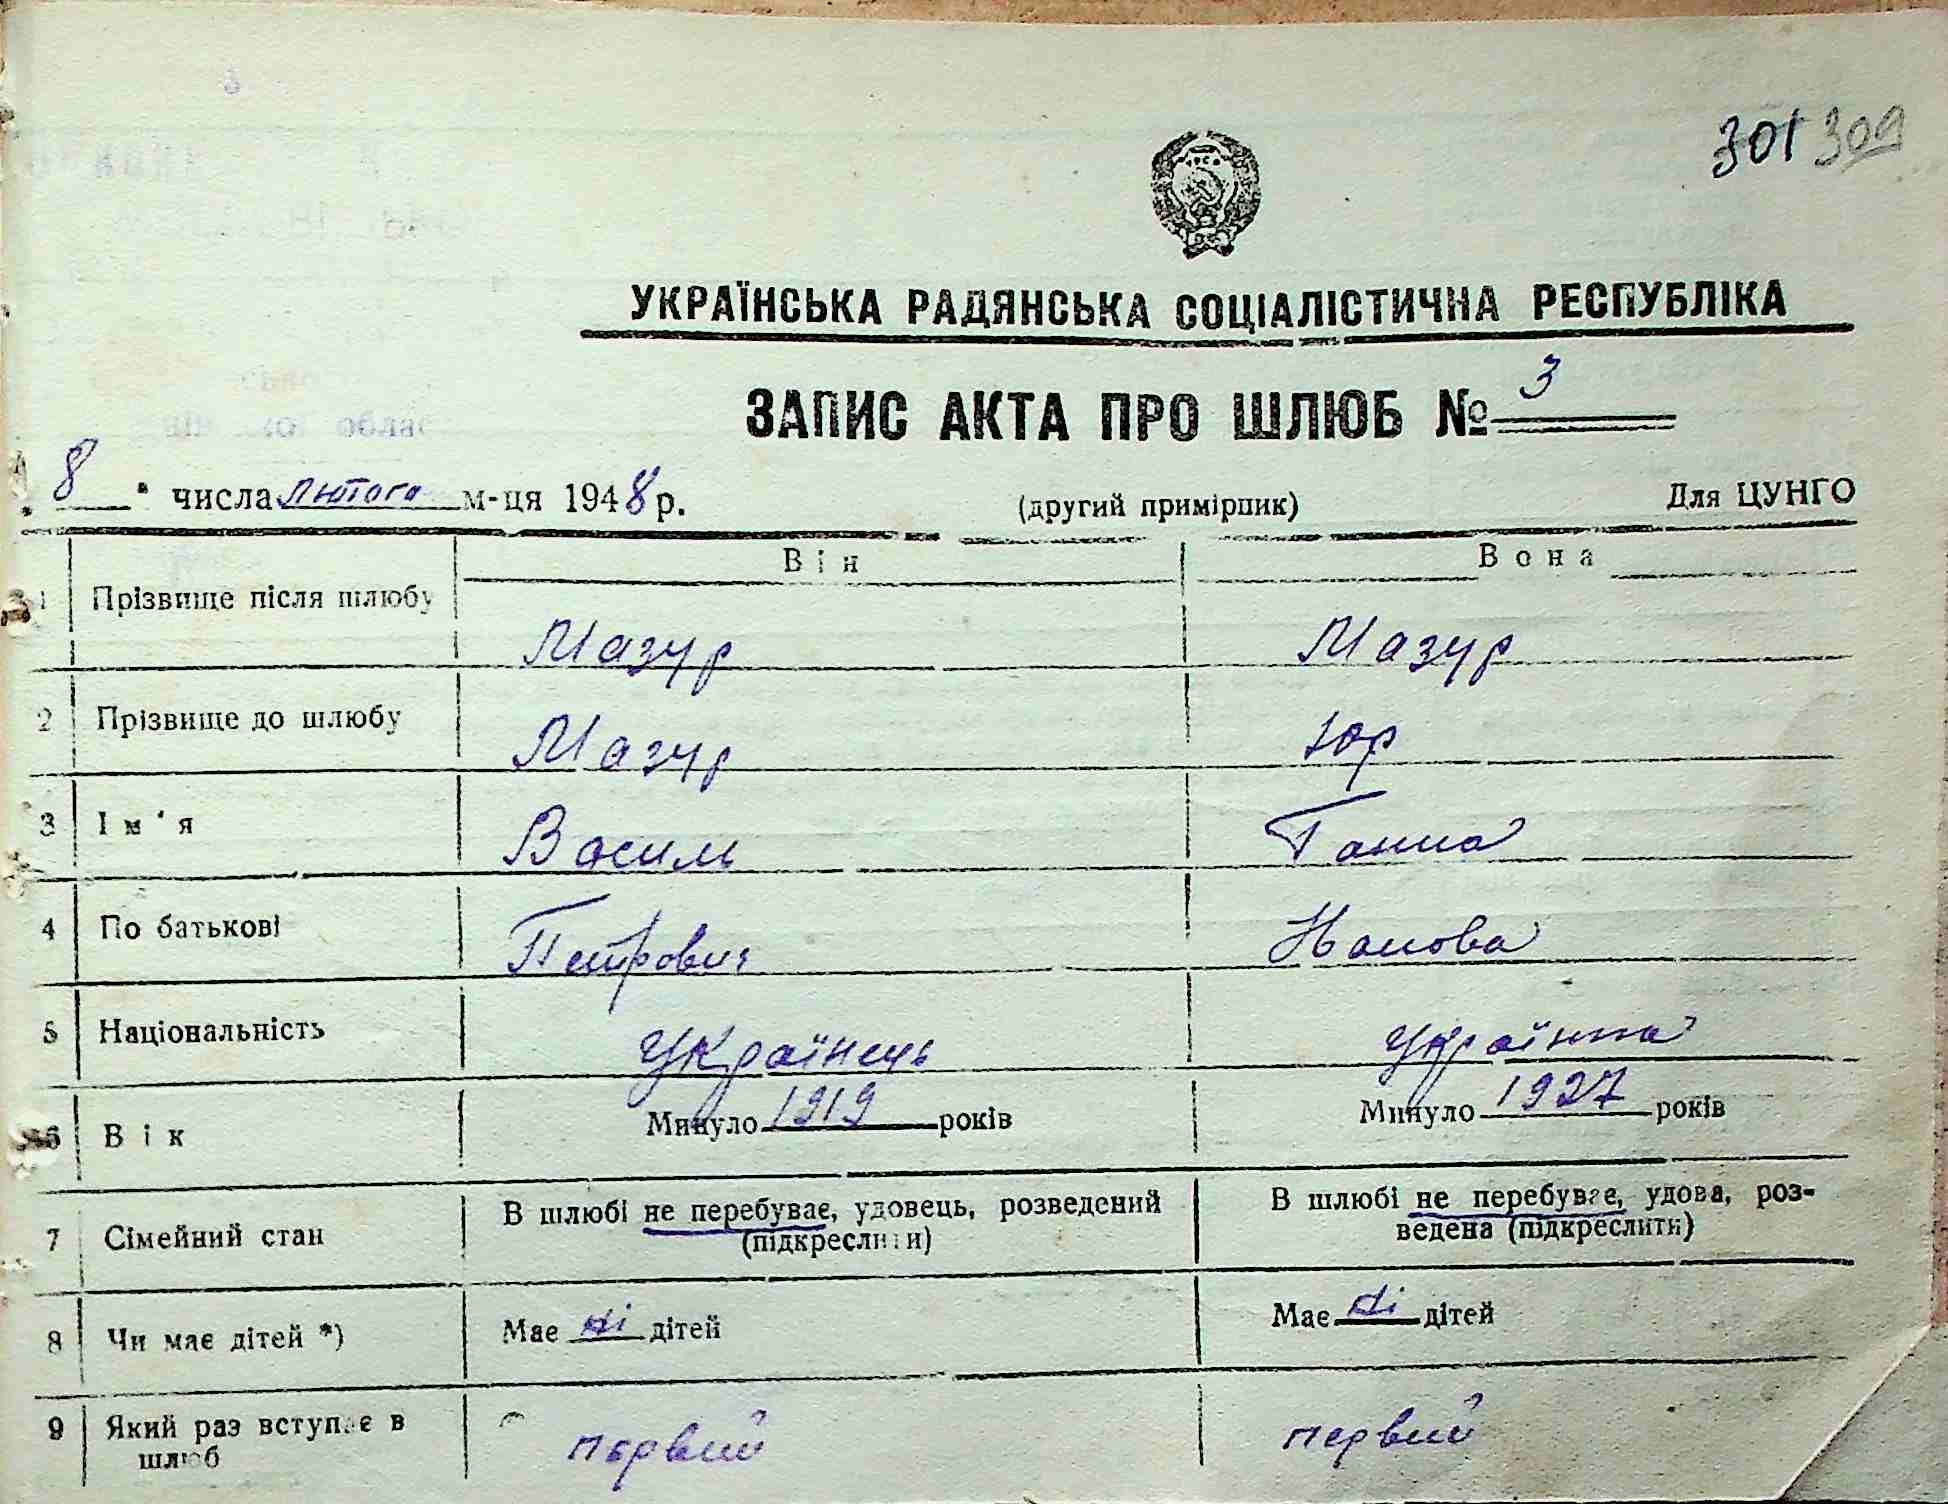 301 309
УКРАЇНСЬКА РАДЯНСЬКА СОЦІАЛІСТИЧНА РЕСПУБЛІКА
ЗАПИС АКТА ПРО ШЛЮБ № 3
8 числа лютого м-ця 1948 р. (другий примірник) Для ЦУНГО
Він Вона
1 Прізвище після шлюбу Мазур Мазур
2 Прізвище до шлюбу Мазур Юр
3 Ім'я Василь Ганна
4 По батькові Петрович
5 Національність Українець Українка
6 Вік Минуло 1919 років Минуло 1927 років
7 Сімейний стан В шлюбі не перебуває, удовець, розведений (підкреслити) В шлюбі не перебуває, удова, роз-
ведена (підкреслити)
8 Чи має дітей *) Має ні дітей Має ні дітей
9 Який раз вступає в первий первий
шлюб